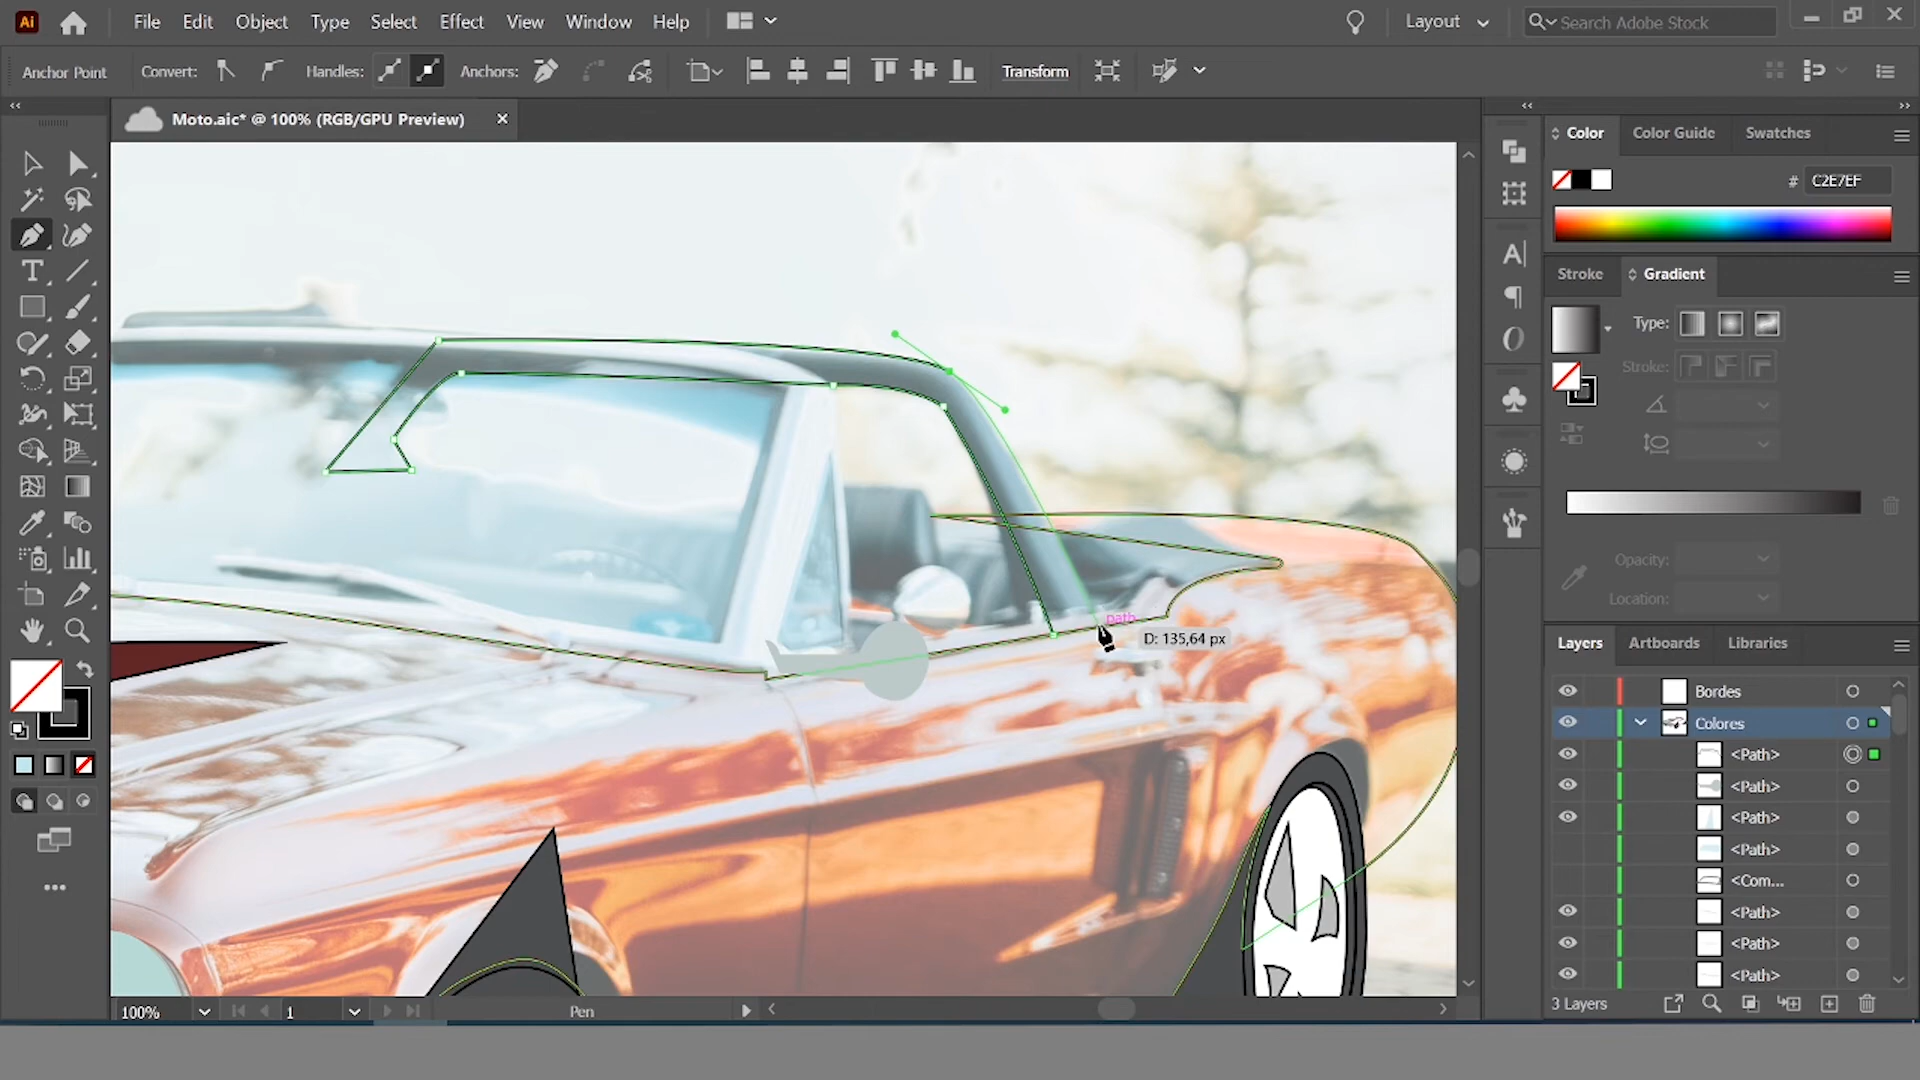 Ai File Edit Object Type Select Effect View Window Help Layout Search Adobe Stock
Anchor Point Convert: Handles: Anchors: Transform
Moto.aic* @ 100% (RGB/GPU Preview)
Color Color Guide Swatches
# C2E7EF
Stroke Gradient
Type:
Stroke:
Opacity:
Location:
path
D: 135,64 px
Layers Artboards Libraries
Bordes
Colores
<Path>
<Path>
<Path>
<Path>
<Com...
<Path>
<Path>
<Path>
3 Layers
100% 1 Pen